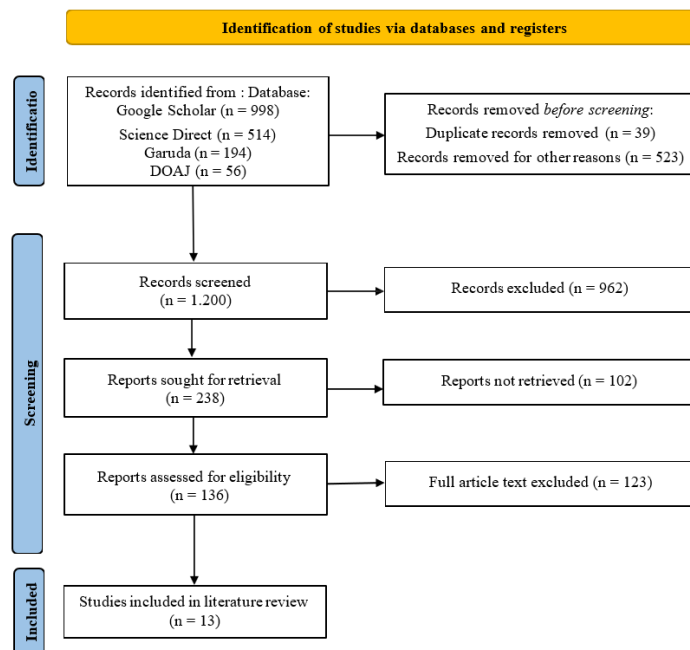 Identification of studies via databases and registers
Identificatio
Records identified from : Database:
Google Scholar (n = 998)
Science Direct (n = 514)
Garuda (n = 194)
DOAJ (n = 56)
Records removed before screening:
Duplicate records removed (n = 39)
Records removed for other reasons (n = 523)
Screening
Records screened
(n = 1.200)
Records excluded (n = 962)
Reports sought for retrieval
(n = 238)
Reports not retrieved (n = 102)
Reports assessed for eligibility
(n = 136)
Full article text excluded (n = 123)
Included
Studies included in literature review
(n = 13)